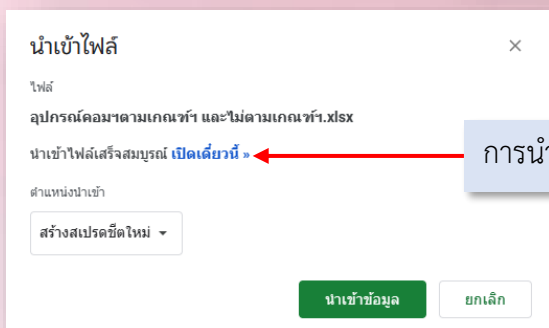 นำเข้าไฟล์
ไฟล์
อุปกรณ์คอมฯตามเกณฑ์ฯ และไม่ตามเกณฑ์ฯ.xlsx
นำเข้าไฟล์เสร็จสมบูรณ์ เปิดเดี๋ยวนี้ »
การนำ
ตำแหน่งนำเข้า
สร้างสเปรดชีตใหม่
นำเข้าข้อมูล
ยกเลิก